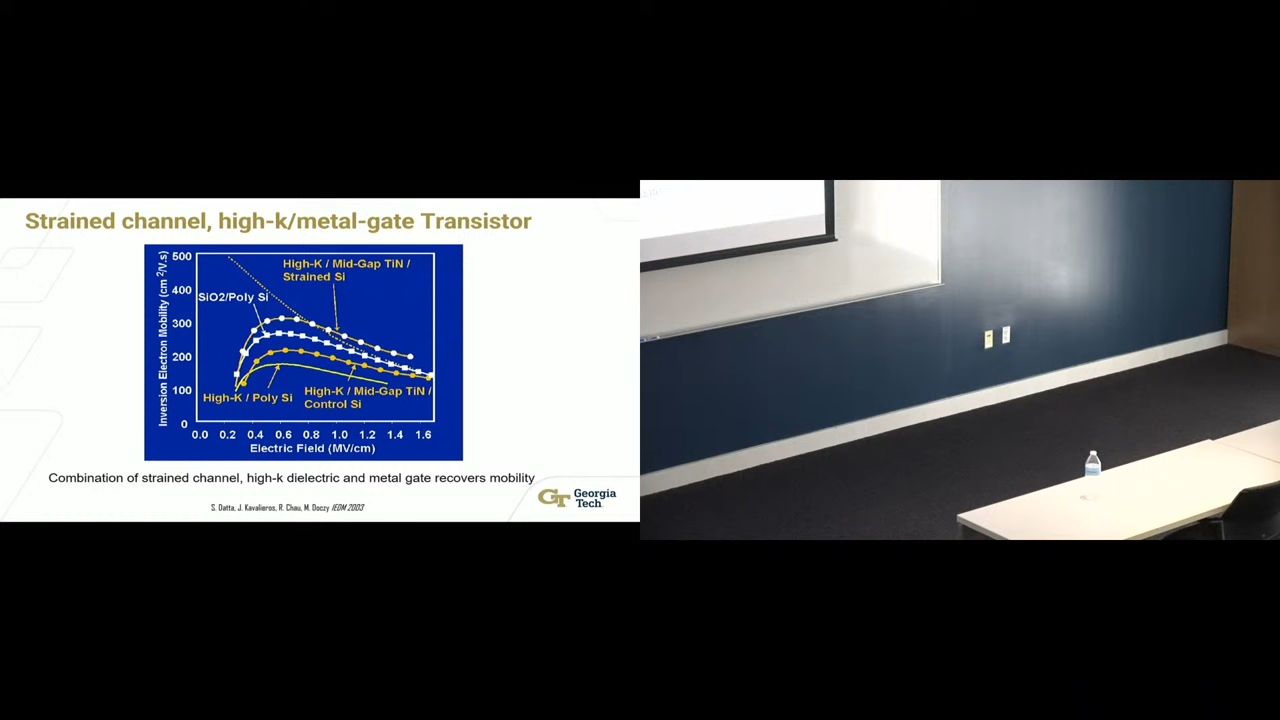 Strained channel, high-k/metal-gate Transistor
Inversion Electron Mobility (cm2/V.s)
500
400
300
200
100
0
High-K / Mid-Gap TiN /
Strained Si
SiO2/Poly Si
High-K / Poly Si
High-K / Mid-Gap TiN /
Control Si
0.0 0.2 0.4 0.6 0.8 1.0 1.2 1.4 1.6
Electric Field (MV/cm)
Combination of strained channel, high-k dielectric and metal gate recovers mobility
S. Datta, J. Kavalieros, R. Chau, M. Doczy IEDM 2003
GT Georgia
Tech